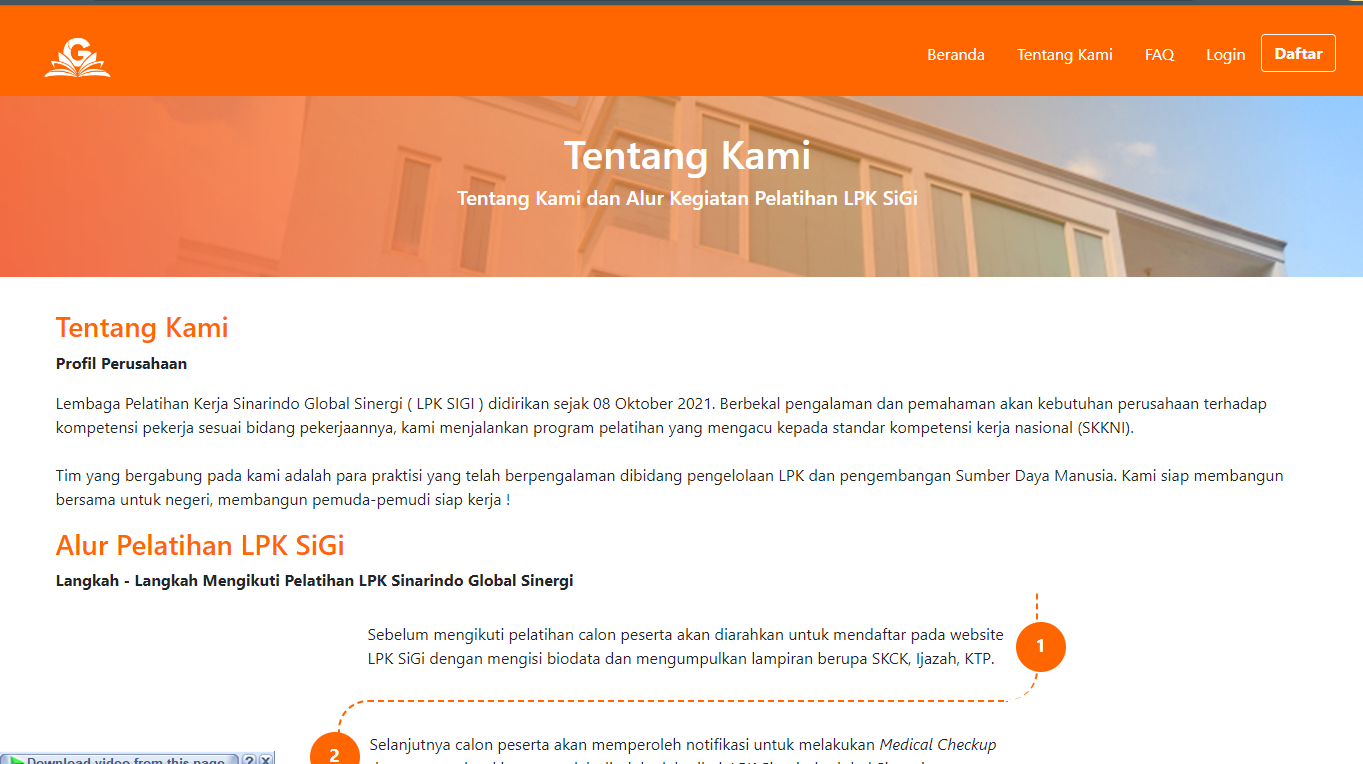 G
Beranda
Tentang Kami
FAQ
Login
Daftar
Tentang Kami
Tentang Kami dan Alur Kegiatan Pelatihan LPK SiGi
Tentang Kami
Profil Perusahaan
Lembaga Pelatihan Kerja Sinarindo Global Sinergi ( LPK SIGI ) didirikan sejak 08 Oktober 2021. Berbekal pengalaman dan pemahaman akan kebutuhan perusahaan terhadap
kompetensi pekerja sesuai bidang pekerjaannya, kami menjalankan program pelatihan yang mengacu kepada standar kompetensi kerja nasional (SKKNI).
Tim yang bergabung pada kami adalah para praktisi yang telah berpengalaman dibidang pengelolaan LPK dan pengembangan Sumber Daya Manusia. Kami siap membangun
bersama untuk negeri, membangun pemuda-pemudi siap kerja !
Alur Pelatihan LPK SiGi
Langkah - Langkah Mengikuti Pelatihan LPK Sinarindo Global Sinergi
Sebelum mengikuti pelatihan calon peserta akan diarahkan untuk mendaftar pada website
LPK SiGi dengan mengisi biodata dan mengumpulkan lampiran berupa SKCK, Ijazah, KTP.
1
2
Selanjutnya calon peserta akan memperoleh notifikasi untuk melakukan Medical Checkup
Download video from this page ? X